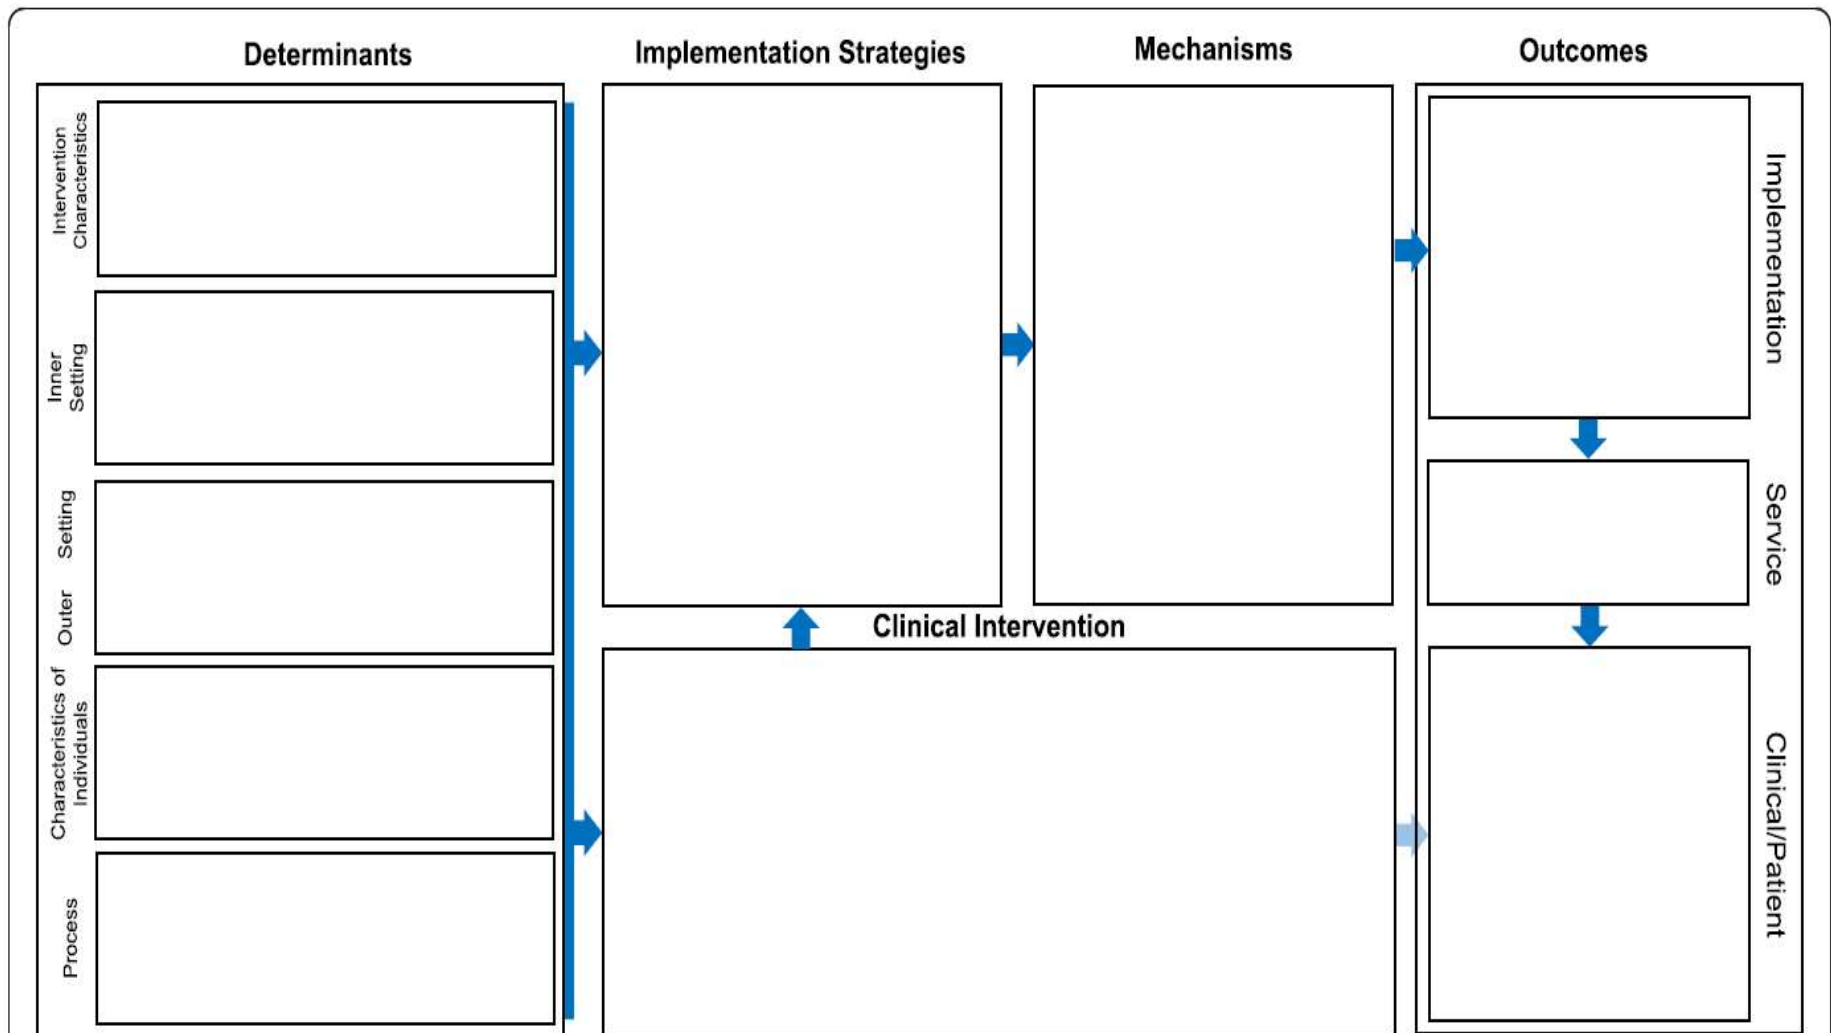 Determinants
Implementation Strategies
Mechanisms
Outcomes
Intervention
Characteristics
Inner
Setting
Outer Setting
Characteristics of
Individuals
Process
Clinical Intervention
Implementation
Service
Clinical/Patient